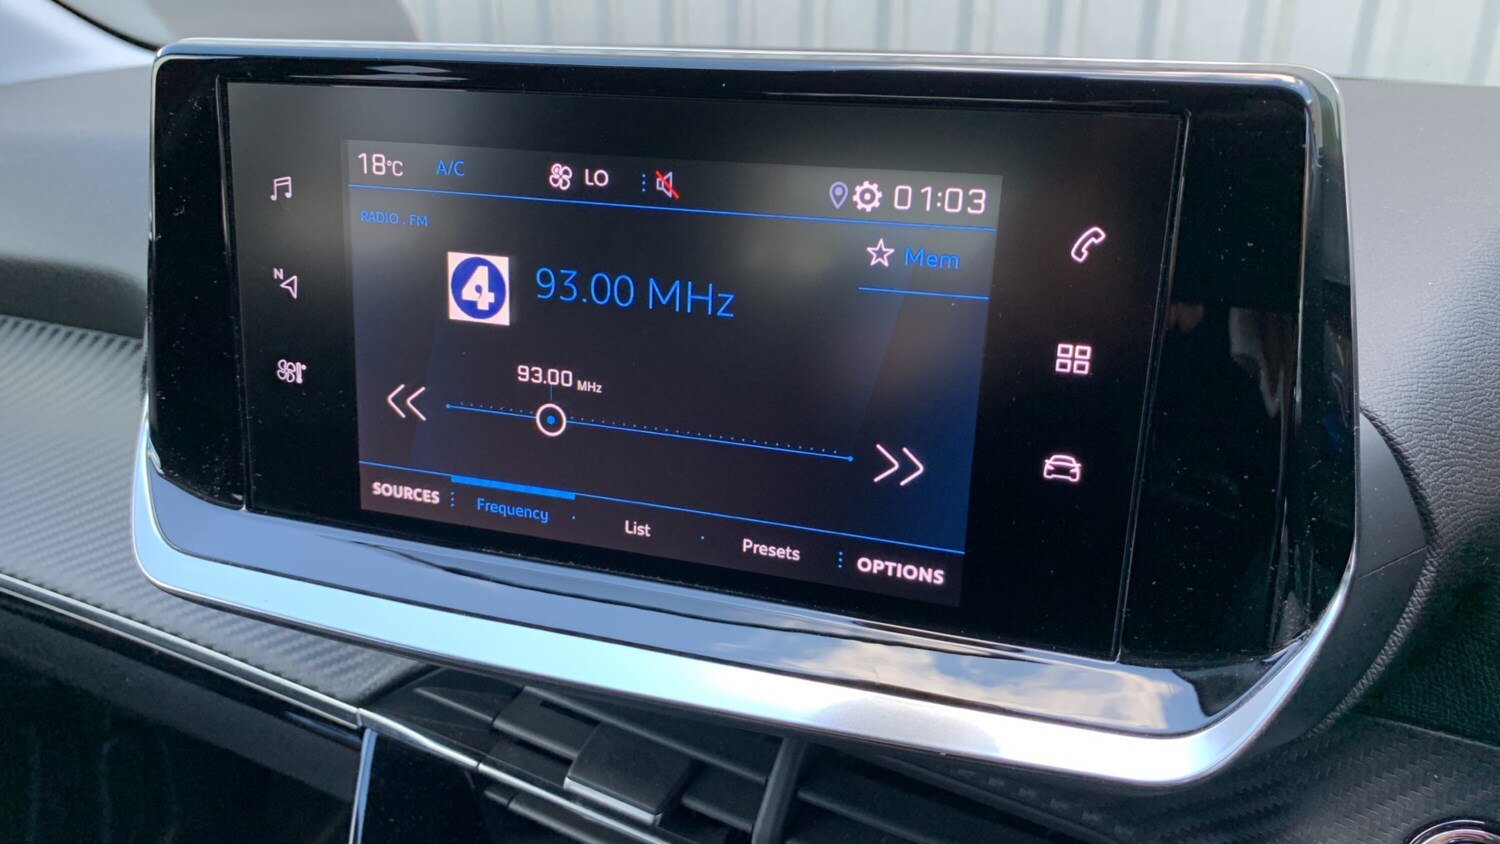 18°C A/C LO 01:03
RADIO . FM
Mem
4 93.00 MHz
93.00 MHz
N
SOURCES Frequency List Presets OPTIONS